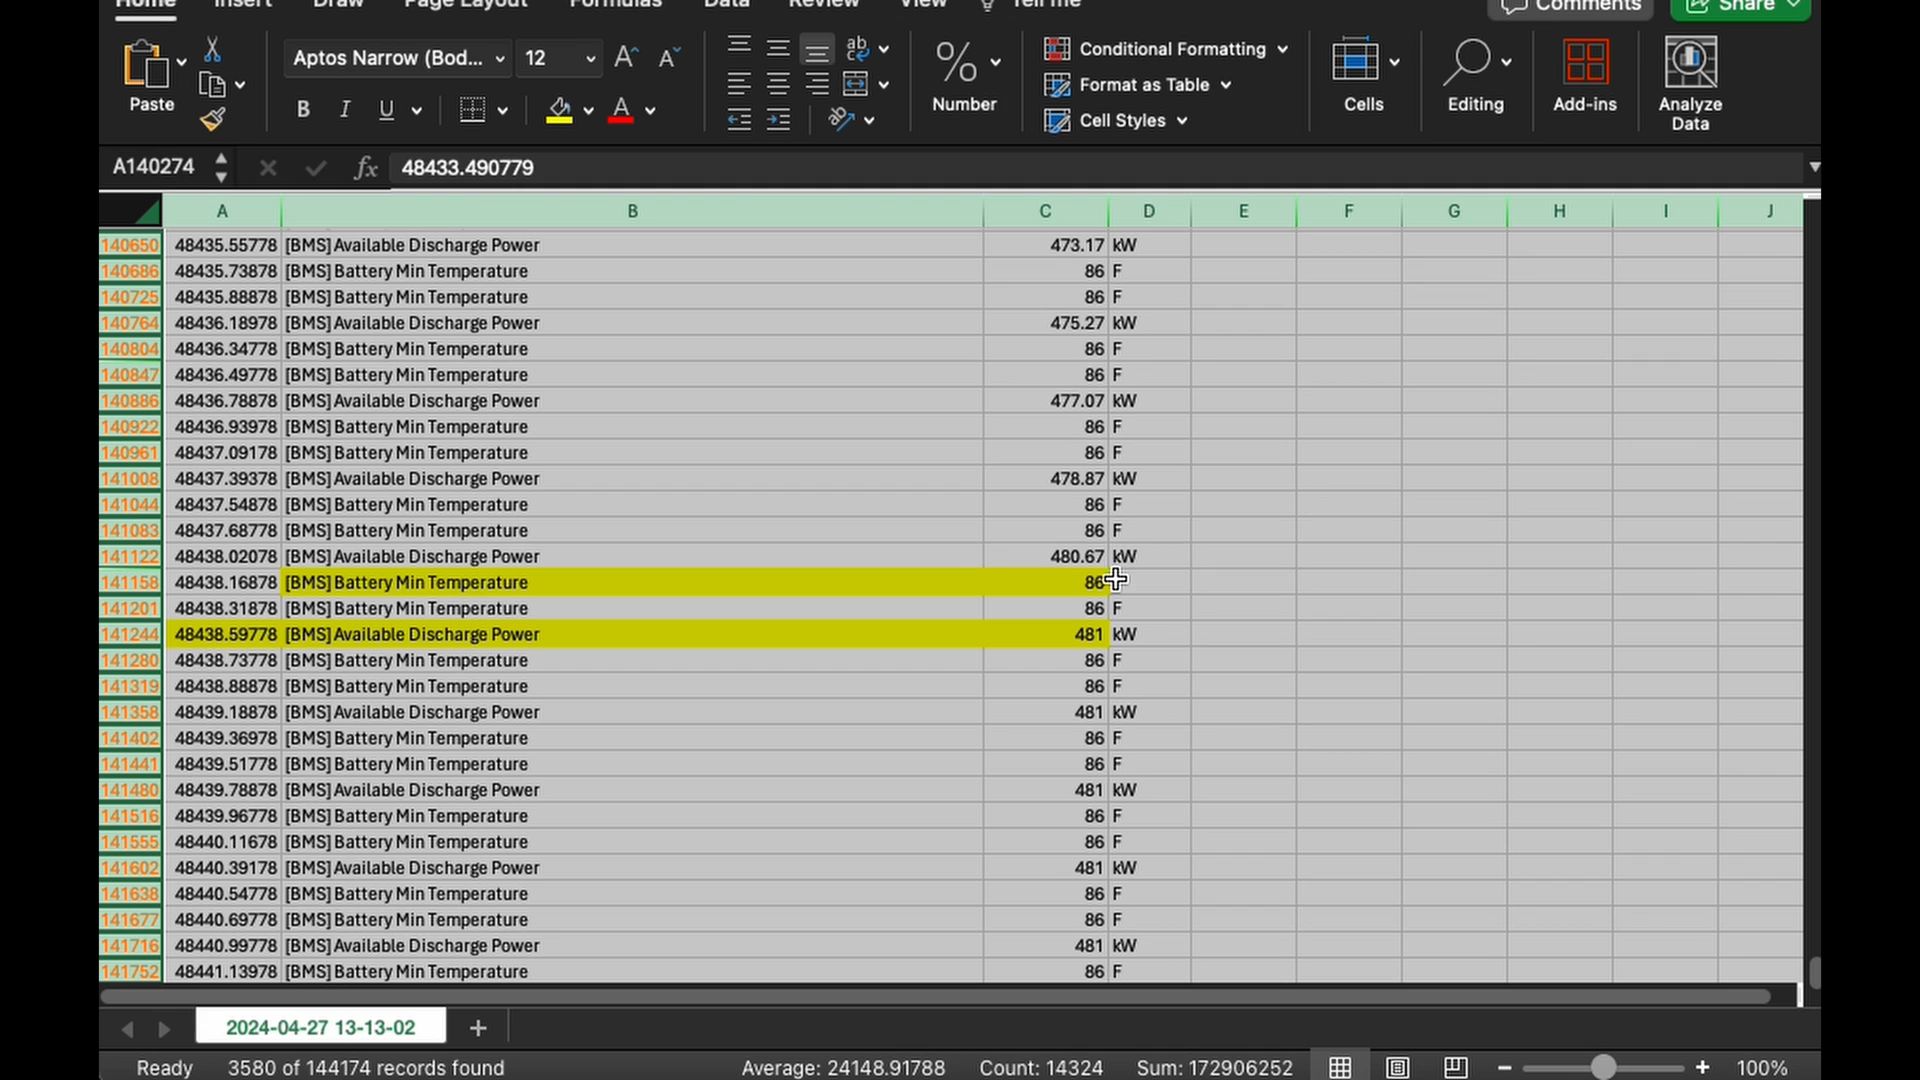 Home Insert Draw Page Layout Formulas Data Review View Tell me Comments Share
Paste Aptos Narrow (Bod... 12 Number Conditional Formatting Format as Table Cell Styles Cells Editing Add-ins Analyze Data
A140274 fx 48433.490779
A B C D E F G H I J
140650 48435.55778 [BMS] Available Discharge Power 473.17 kW
140686 48435.73878 [BMS] Battery Min Temperature 86 F
140725 48435.88878 [BMS] Battery Min Temperature 86 F
140764 48436.18978 [BMS] Available Discharge Power 475.27 kW
140804 48436.34778 [BMS] Battery Min Temperature 86 F
140847 48436.49778 [BMS] Battery Min Temperature 86 F
140886 48436.78878 [BMS] Available Discharge Power 477.07 kW
140922 48436.93978 [BMS] Battery Min Temperature 86 F
140961 48437.09178 [BMS] Battery Min Temperature 86 F
141008 48437.39378 [BMS] Available Discharge Power 478.87 kW
141044 48437.54878 [BMS] Battery Min Temperature 86 F
141083 48437.68778 [BMS] Battery Min Temperature 86 F
141122 48438.02078 [BMS] Available Discharge Power 480.67 kW
141158 48438.16878 [BMS] Battery Min Temperature 86
141201 48438.31878 [BMS] Battery Min Temperature 86 F
141244 48438.59778 [BMS] Available Discharge Power 481 kW
141280 48438.73778 [BMS] Battery Min Temperature 86 F
141319 48438.88878 [BMS] Battery Min Temperature 86 F
141358 48439.18878 [BMS] Available Discharge Power 481 kW
141402 48439.36978 [BMS] Battery Min Temperature 86 F
141441 48439.51778 [BMS] Battery Min Temperature 86 F
141480 48439.78878 [BMS] Available Discharge Power 481 kW
141516 48439.96778 [BMS] Battery Min Temperature 86 F
141555 48440.11678 [BMS] Battery Min Temperature 86 F
141602 48440.39178 [BMS] Available Discharge Power 481 kW
141638 48440.54778 [BMS] Battery Min Temperature 86 F
141677 48440.69778 [BMS] Battery Min Temperature 86 F
141716 48440.99778 [BMS] Available Discharge Power 481 kW
141752 48441.13978 [BMS] Battery Min Temperature 86 F
2024-04-27 13-13-02
Ready 3580 of 144174 records found Average: 24148.91788 Count: 14324 Sum: 172906252 100%